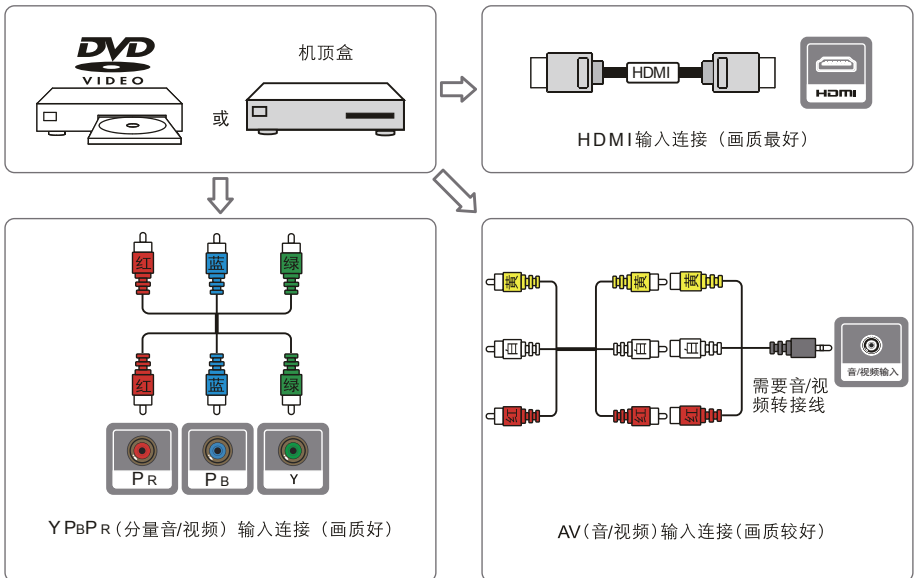 DVD
VIDEO
机顶盒
或
HDMI
HDMI
HDMI输入连接（画质最好）
红 蓝 绿
红 蓝 绿
PR PB Y
YPBPR（分量音/视频）输入连接（画质好）
黄 黄 黄
白 白 白
红 红 红
音/视频输入
需要音/视
频转接线
AV（音/视频）输入连接(画质较好）